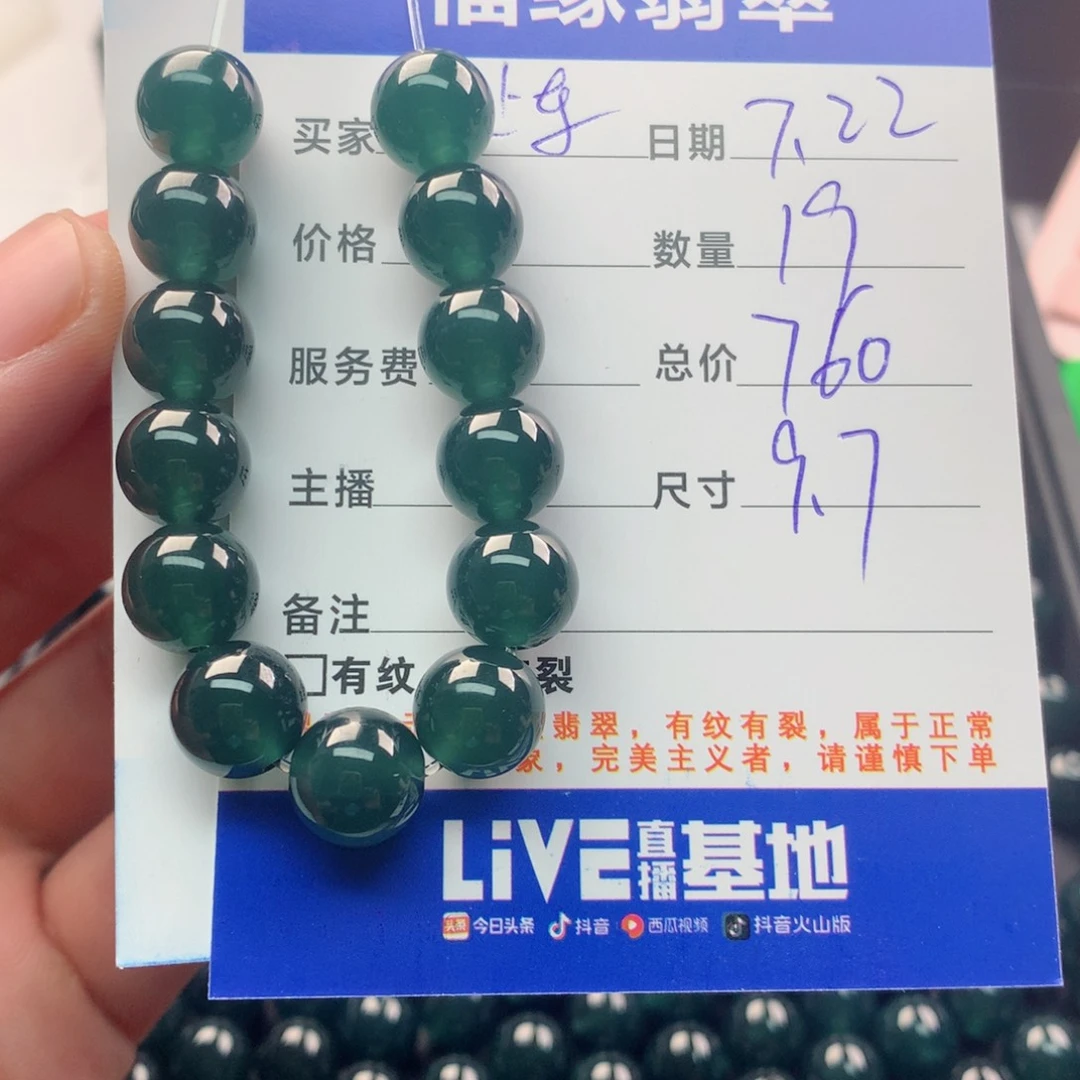 福缘翡翠
买家 日期 7.22
价格 数量 19
服务费 总价 760
主播 尺寸 9.7
备注
有纹 裂
翡翠，有纹有裂，属于正常
家，完美主义者，请谨慎下单
LiVE直播基地
头条 今日头条 抖音 西瓜视频 抖音火山版